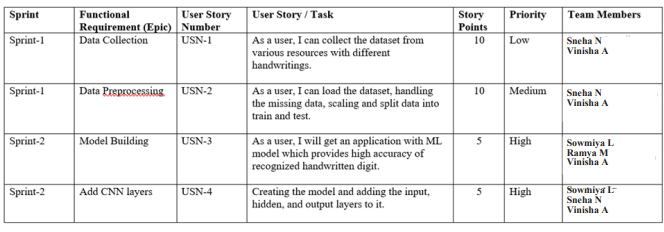 Sprint Functional Requirement (Epic) User Story Number User Story / Task Story Points Priority Team Members
Sprint-1 Data Collection USN-1 As a user, I can collect the dataset from 10 Low Sneha N
various resources with different Vinisha A
handwritings.
Sprint-1 Data Preprocessing USN-2 As a user, I can load the dataset, handling 10 Medium Sneha N
the missing data, scaling and split data into Vinisha A
train and test.
Sprint-2 Model Building USN-3 As a user, I will get an application with ML 5 High Sowmiya L
model which provides high accuracy of Ramya M
recognized handwritten digit. Vinisha A
Sprint-2 Add CNN layers USN-4 Creating the model and adding the input, 5 High Sowmiya L
hidden, and output layers to it. Sneha N
Vinisha A